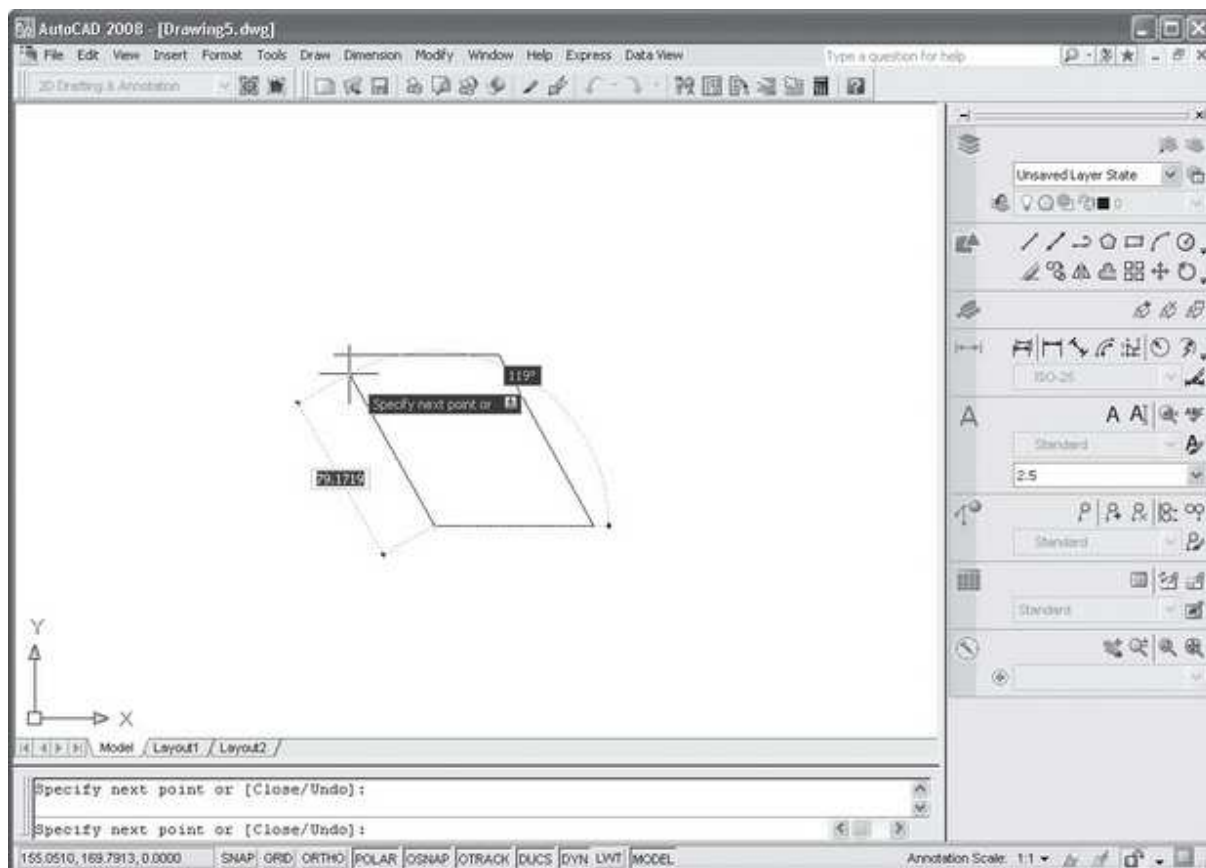 AutoCAD 2008 - [Drawing5.dwg]
File Edit View Insert Format Tools Draw Dimension Modify Window Help Express Data View
Type a question for help
2D Drafting & Annotation
Unsaved Layer State
0
ISO-25
A A A
Standard
2.5
Standard
Standard
119°
Specify next point or
79.1719
Y
X
Model Layout1 Layout2
Specify next point or [Close/Undo]:
Specify next point or [Close/Undo]:
155.0510, 169.7913, 0.0000 SNAP GRID ORTHO POLAR OSNAP OTRACK DUCS DYN LWT MODEL Annotation Scale: 1:1